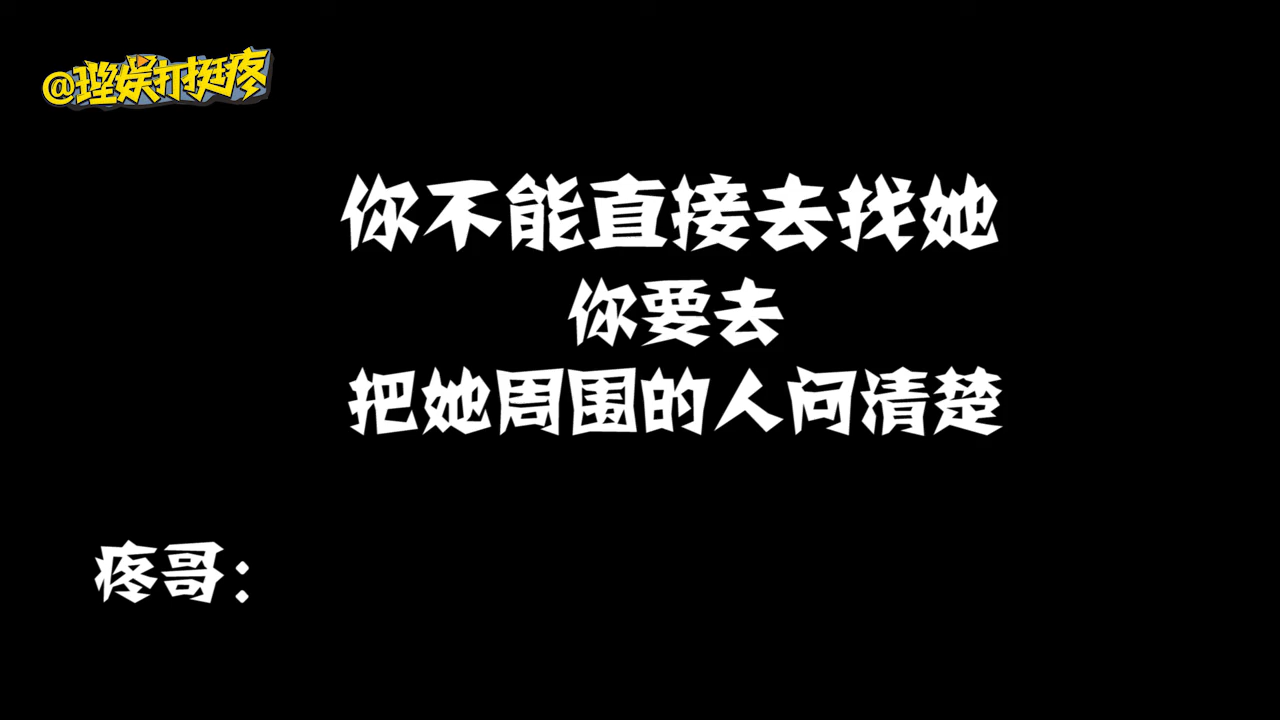 @理娱打挺疼
你不能直接去找她
你要去
把她周围的人问清楚
疼哥：